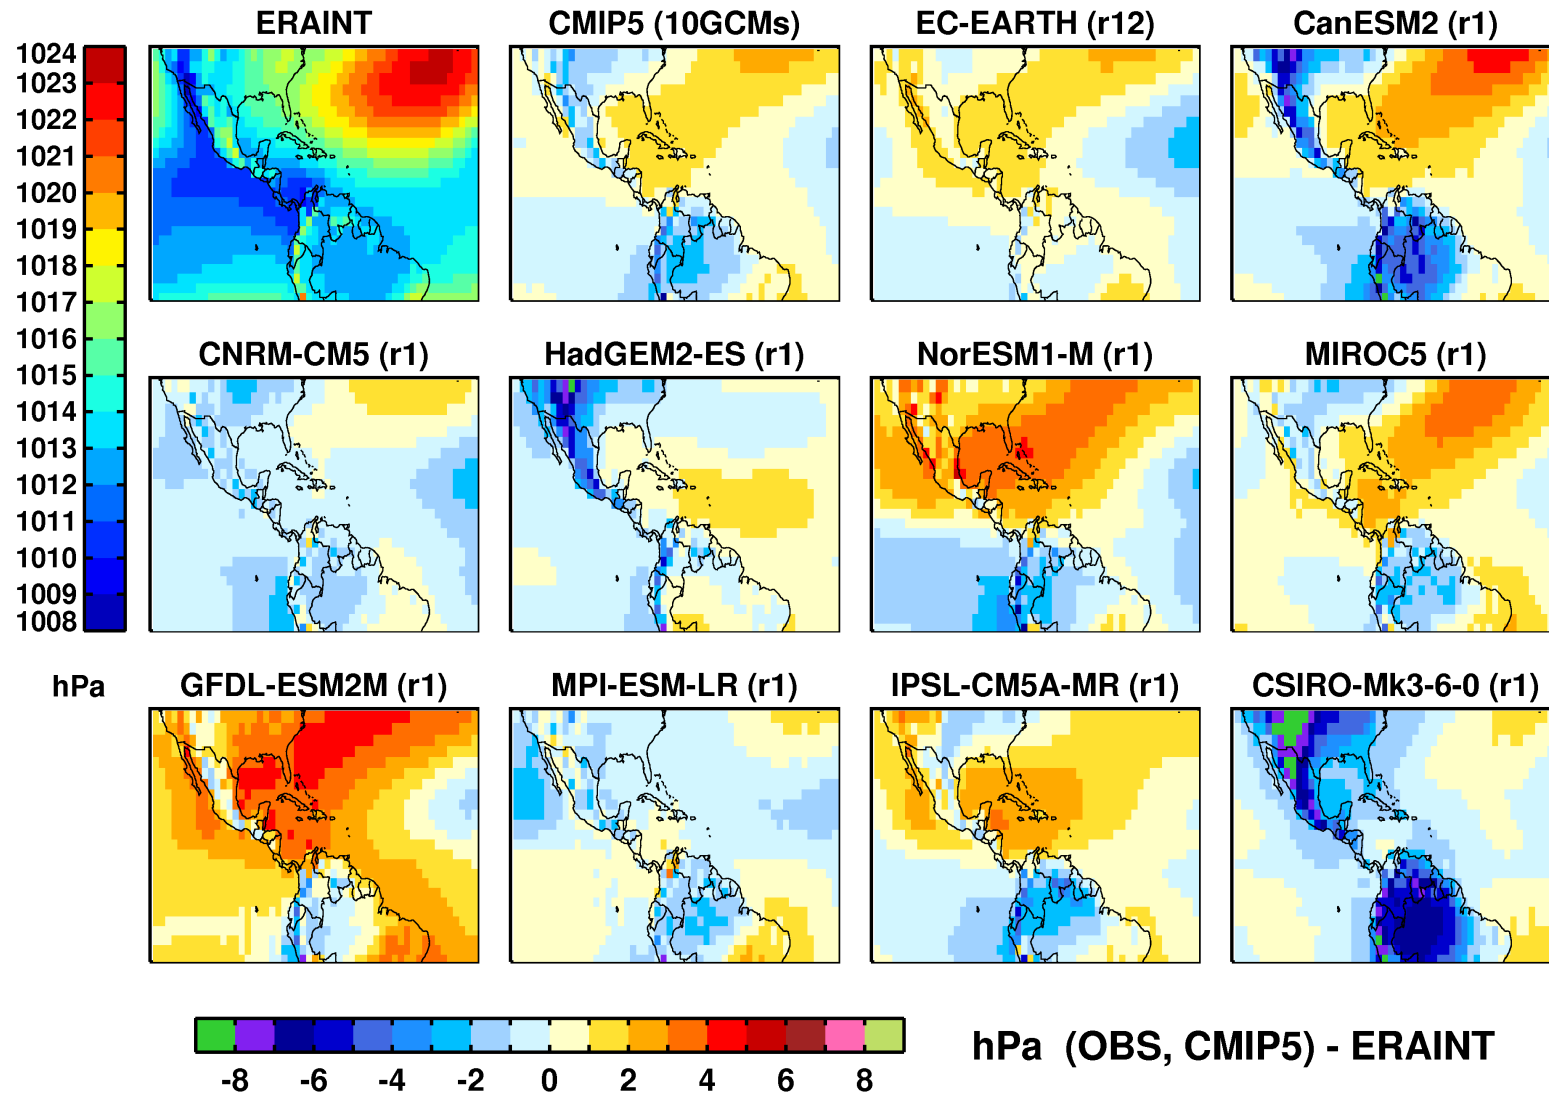 ERAINT
CMIP5 (10GCMs)
EC-EARTH (r12)
CanESM2 (r1)
1024
1023
1022
1021
1020
1019
1018
1017
1016
1015
1014
1013
1012
1011
1010
1009
1008
hPa
CNRM-CM5 (r1)
HadGEM2-ES (r1)
NorESM1-M (r1)
MIROC5 (r1)
GFDL-ESM2M (r1)
MPI-ESM-LR (r1)
IPSL-CM5A-MR (r1)
CSIRO-Mk3-6-0 (r1)
-8 -6 -4 -2 0 2 4 6 8
hPa (OBS, CMIP5) - ERAINT